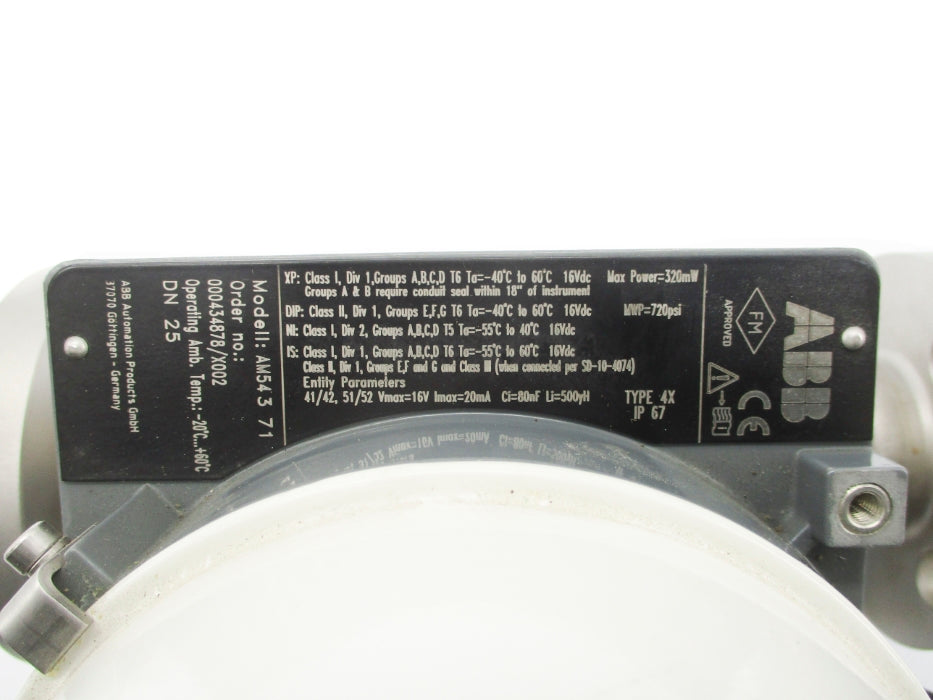 XP: Class I, Div 1,Groups A,B,C,D T6 Ta=-40°C to 60°C 16Vdc Max Power=320mW
Groups A & B require conduit seal within 18" of instrument
DIP: Class II, Div 1, Groups E,F,G T6 Ta=-40°C to 60°C 16Vdc MWP=720psi
NI: Class I, Div 2, Groups A,B,C,D T5 Ta=-55°C to 40°C 16Vdc
IS: Class I, Div 1, Groups A,B,C,D T6 Ta=-55°C to 60°C 16Vdc
Class II, Div 1, Groups E,F and G and Class III (when connected per SD-10-4074)
Entity Parameters
41/42, 51/52 Vmax=16V Imax=20mA Ci=80nF Li=500yH
TYPE 4X
IP 67
Modell: AM54 3 71
Order no.:
000434878/X002
Operating Amb. Temp.: -20°C...+60°C
DN 25
ABB Automation Products GmbH
37070 Göttingen - Germany
ABB
FM
APPROVED
CE